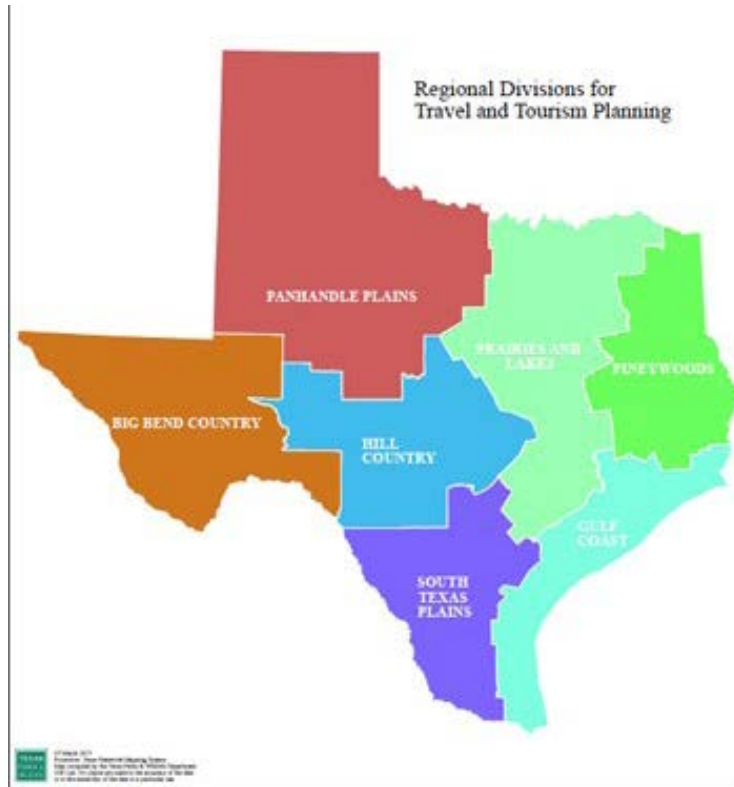 Regional Divisions for
Travel and Tourism Planning
PANHANDLE PLAINS
PRAIRIES AND
LAKES
PINEYWOODS
BIG BEND COUNTRY
HILL
COUNTRY
GULF
COAST
SOUTH
TEXAS
PLAINS
TEXAS